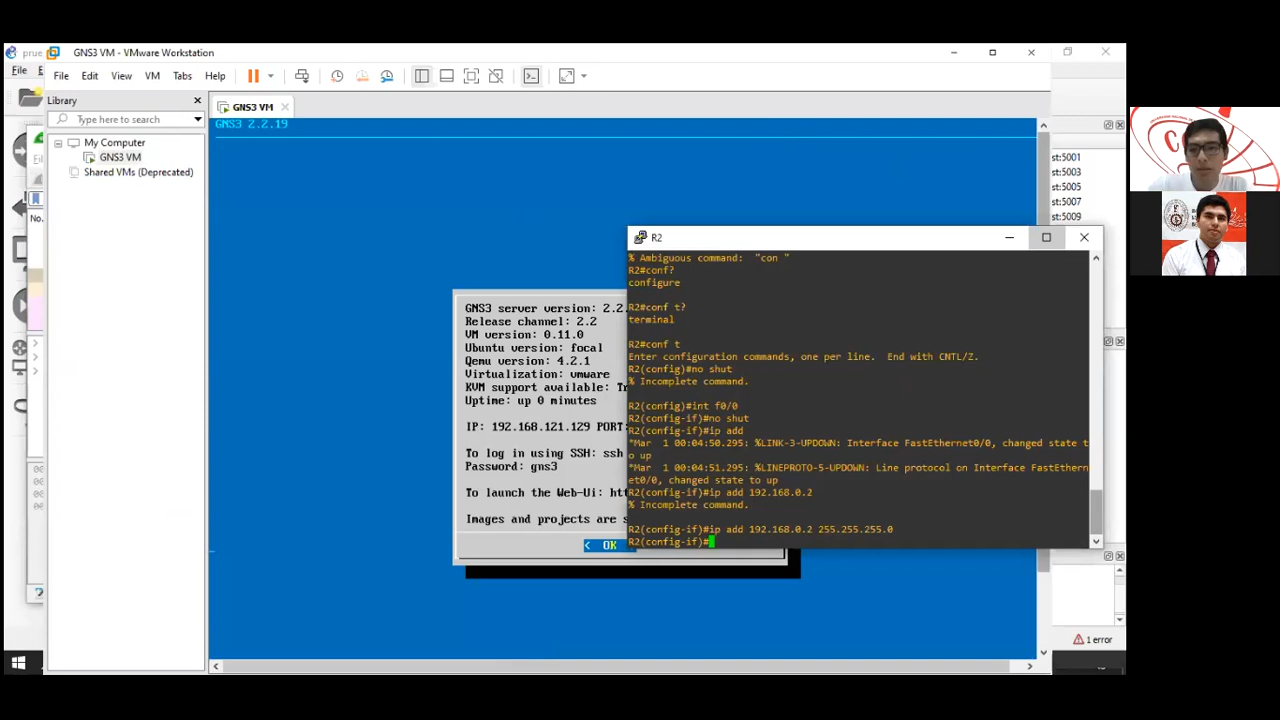 prue
GNS3 VM - VMware Workstation
File
File Edit View VM Tabs Help
Library
Type here to search
My Computer
GNS3 VM
Shared VMs (Deprecated)
GNS3 VM
GNS3 2.2.19
No.
st:5001
st:5003
st:5005
st:5007
st:5009
GNS3 server version: 2.2.
Release channel: 2.2
VM version: 0.11.0
Ubuntu version: focal
Qemu version: 4.2.1
Virtualization: vmware
KVM support available: Tr
Uptime: up 0 minutes
IP: 192.168.121.129 PORT:
To log in using SSH: ssh
Password: gns3
To launch the Web-Ui: htt
Images and projects are s
< OK
R2
% Ambiguous command:  "con "
R2#conf?
configure
R2#conf t?
terminal
R2#conf t
Enter configuration commands, one per line.  End with CNTL/Z.
R2(config)#no shut
% Incomplete command.
R2(config)#int f0/0
R2(config-if)#no shut
R2(config-if)#ip add
*Mar  1 00:04:50.295: %LINK-3-UPDOWN: Interface FastEthernet0/0, changed state t
o up
*Mar  1 00:04:51.295: %LINEPROTO-5-UPDOWN: Line protocol on Interface FastEthern
et0/0, changed state to up
R2(config-if)#ip add 192.168.0.2
% Incomplete command.
R2(config-if)#ip add 192.168.0.2 255.255.255.0
R2(config-if)#
1 error